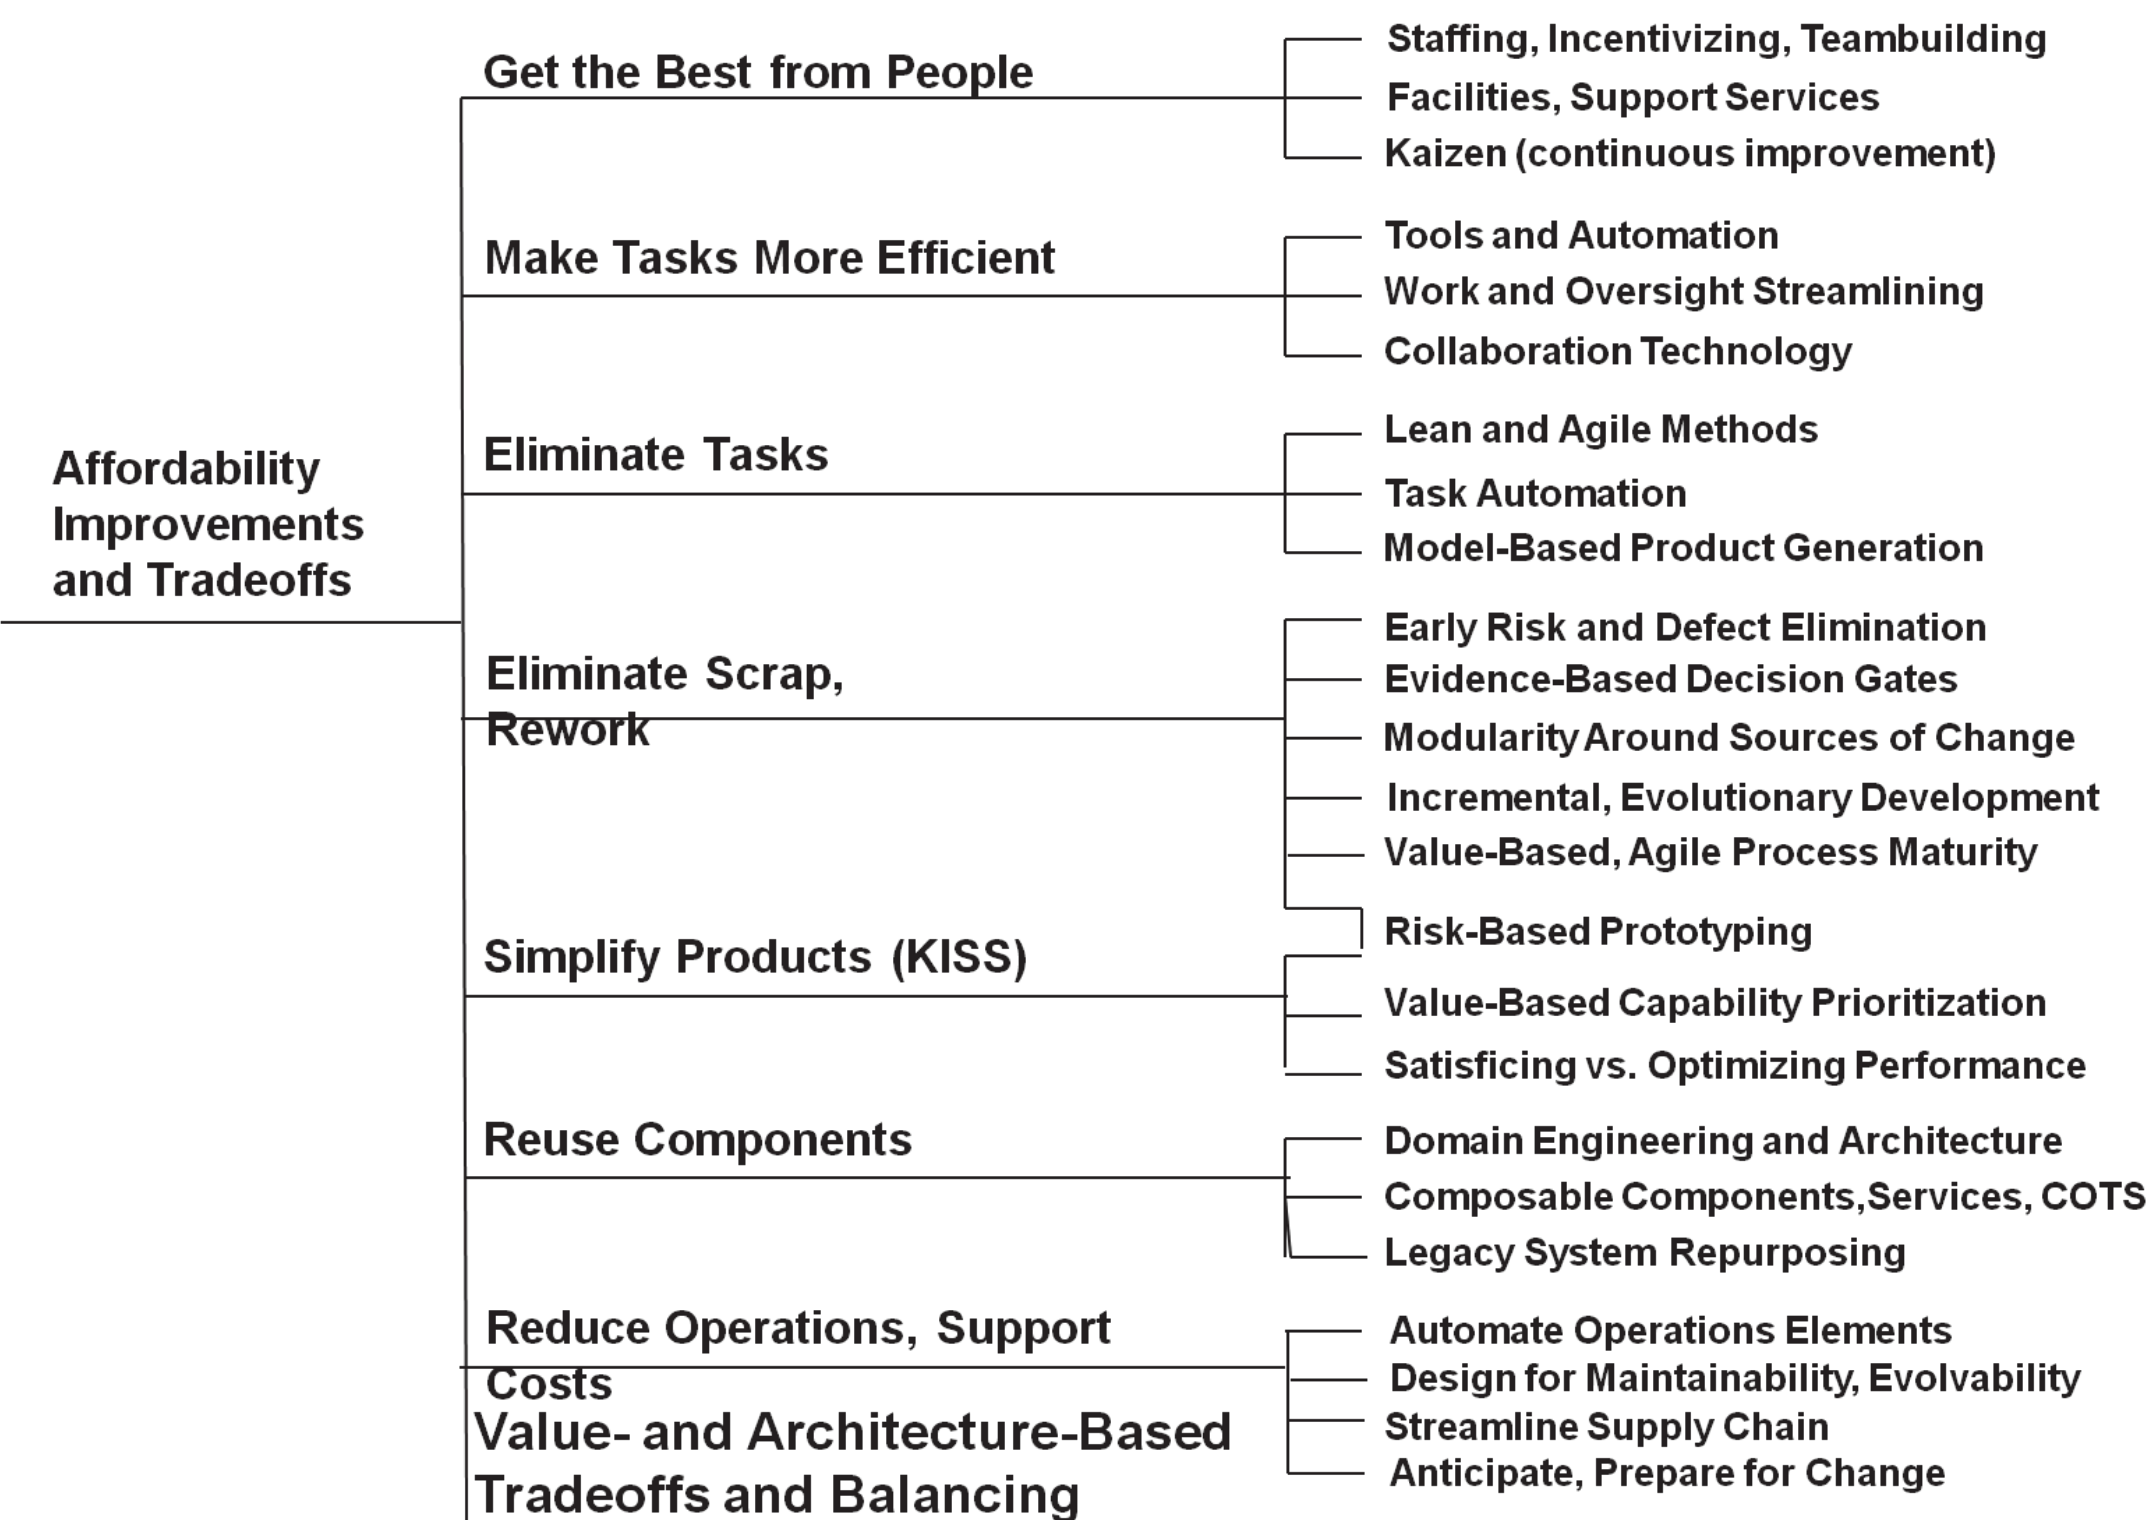 Affordability
Improvements
and Tradeoffs
Get the Best from People
Staffing, Incentivizing, Teambuilding
Facilities, Support Services
Kaizen (continuous improvement)
Make Tasks More Efficient
Tools and Automation
Work and Oversight Streamlining
Collaboration Technology
Eliminate Tasks
Lean and Agile Methods
Task Automation
Model-Based Product Generation
Eliminate Scrap,
Rework
Early Risk and Defect Elimination
Evidence-Based Decision Gates
Modularity Around Sources of Change
Incremental, Evolutionary Development
Value-Based, Agile Process Maturity
Risk-Based Prototyping
Simplify Products (KISS)
Value-Based Capability Prioritization
Satisficing vs. Optimizing Performance
Reuse Components
Domain Engineering and Architecture
Composable Components,Services, COTS
Legacy System Repurposing
Reduce Operations, Support
Costs
Automate Operations Elements
Design for Maintainability, Evolvability
Streamline Supply Chain
Anticipate, Prepare for Change
Value- and Architecture-Based
Tradeoffs and Balancing